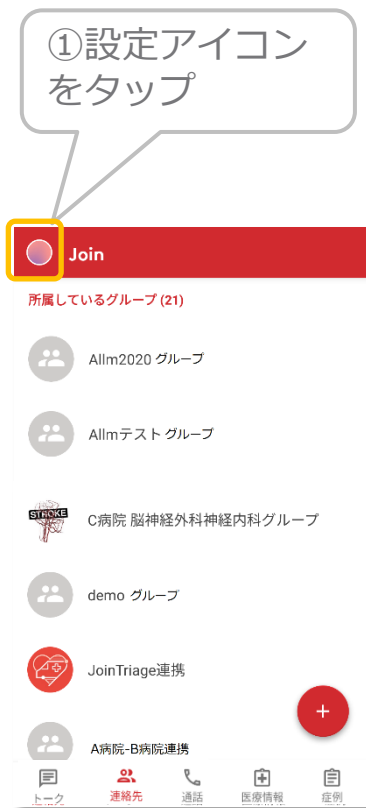 ①設定アイコン
をタップ
Join
所属しているグループ (21)
Allm2020 グループ
Allmテスト グループ
STROKE
C病院 脳神経外科神経内科グループ
demo グループ
JoinTriage連携
A病院-B病院連携
トーク 連絡先 通話 医療情報 症例